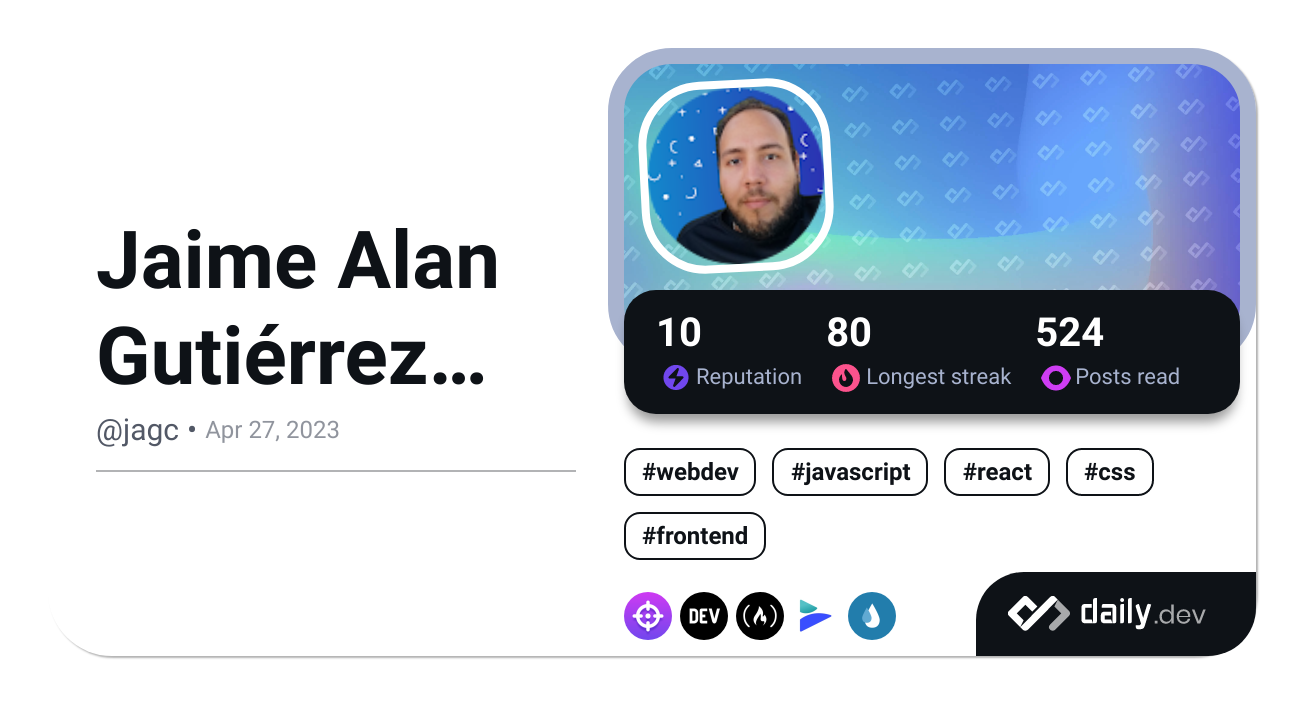 Jaime Alan
Gutiérrez…
@jagc • Apr 27, 2023
10 80 524
Reputation Longest streak Posts read
#webdev #javascript #react #css
#frontend
DEV
daily.dev